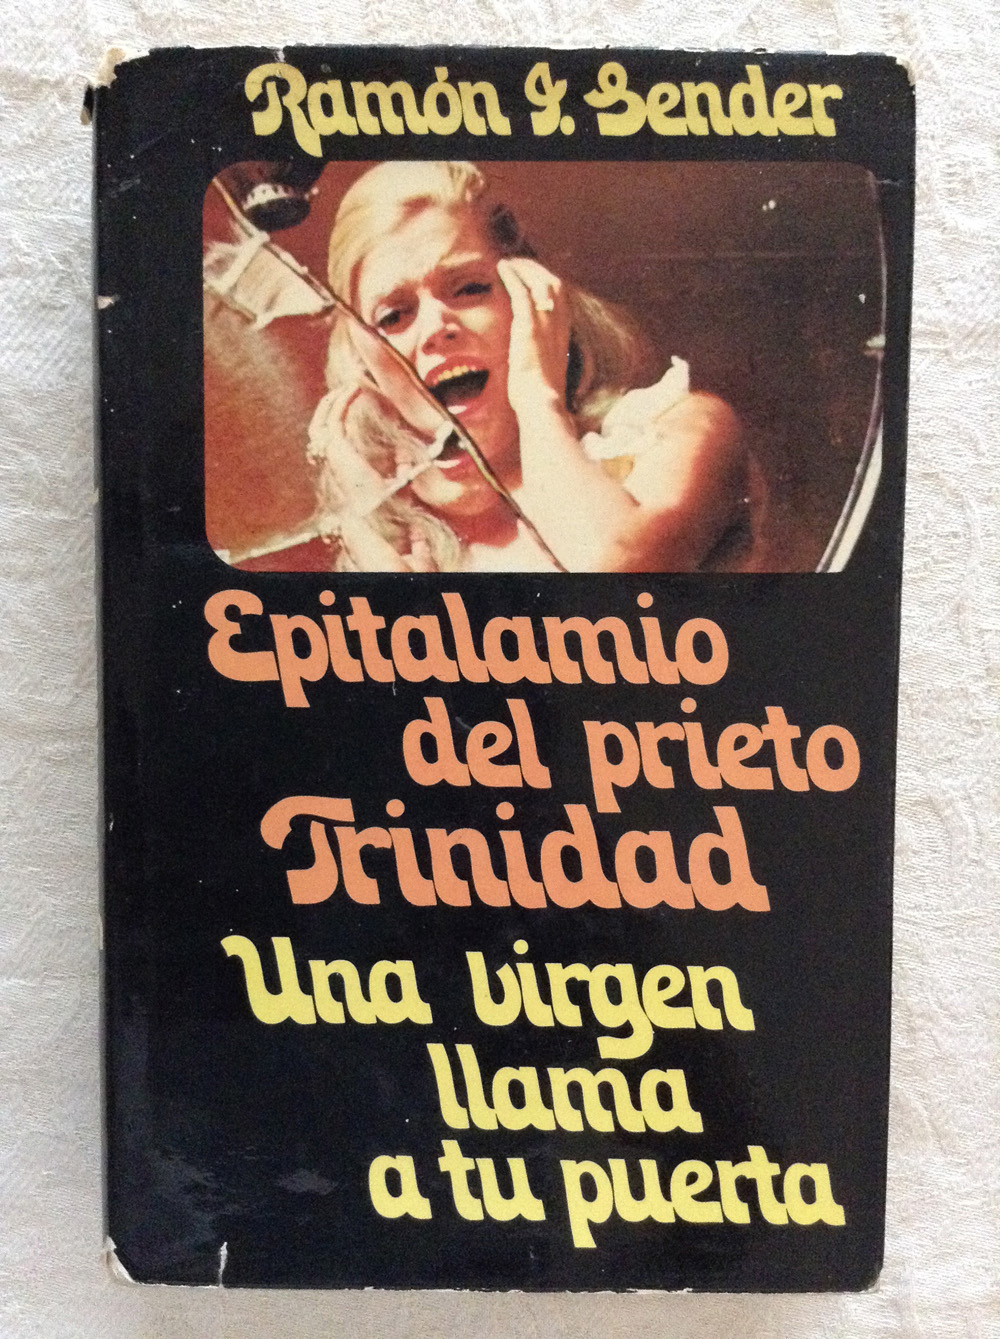 Ramón J. Sender
Epitalamio
del prieto
Trinidad
Una virgen
llama
a tu puerta